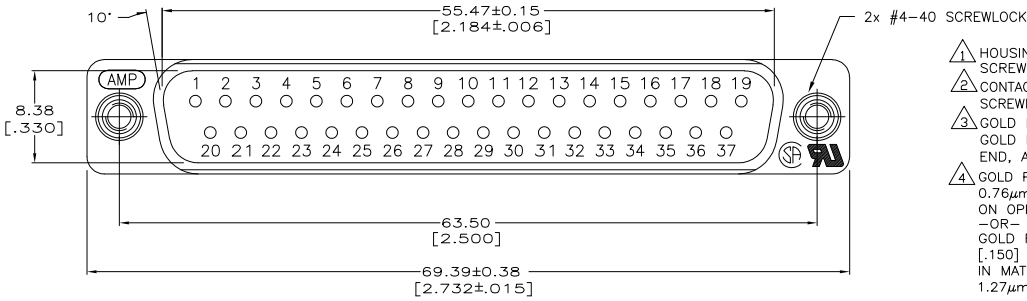 10°
55.47±0.15
[2.184±.006]
2x #4-40 SCREWLOCK
AMP
1 2 3 4 5 6 7 8 9 10 11 12 13 14 15 16 17 18 19
20 21 22 23 24 25 26 27 28 29 30 31 32 33 34 35 36 37
8.38
[.330]
63.50
[2.500]
69.39±0.38
[2.732±.015]
1 HOUSIN
SCREW
2 CONTAC
SCREW
3 GOLD
GOLD
END, A
4 GOLD F
0.76µm
ON OP
-OR-
GOLD F
[.150]
IN MAT
1.27µm